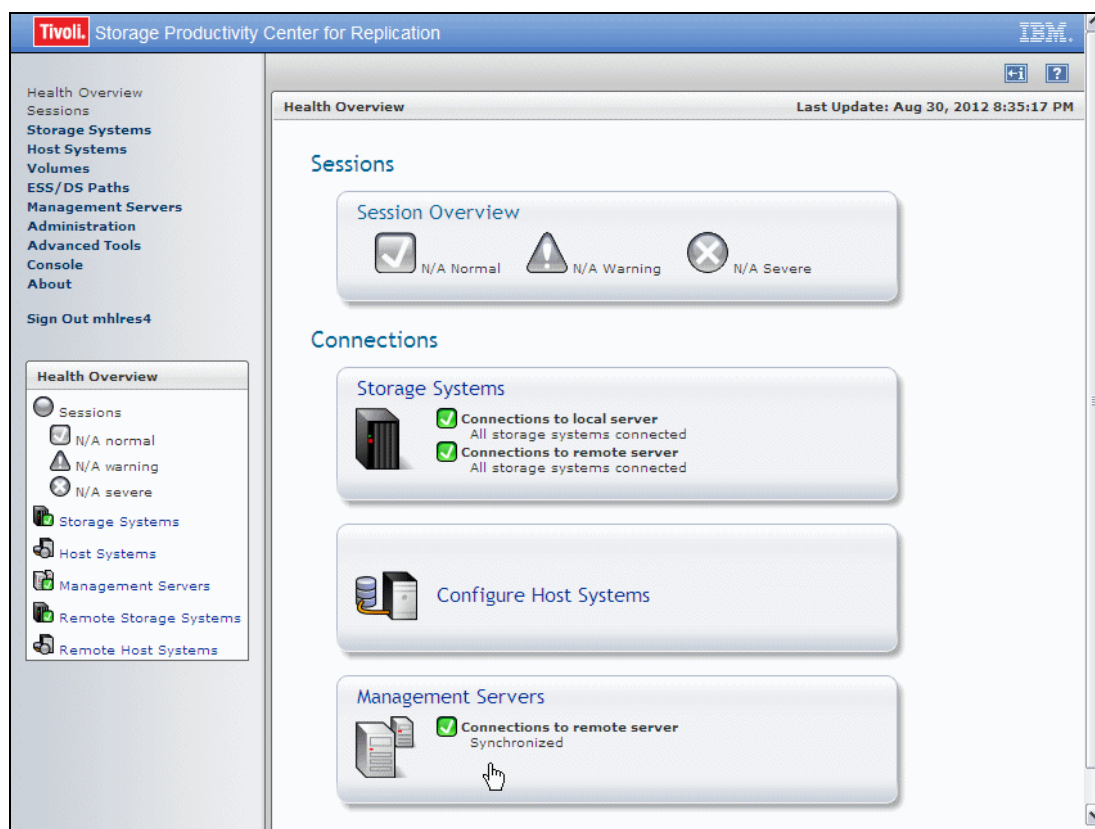 Tivoli. Storage Productivity Center for Replication
IBM.
Health Overview
Sessions
Storage Systems
Host Systems
Volumes
ESS/DS Paths
Management Servers
Administration
Advanced Tools
Console
About
Sign Out mhlres4
Health Overview
Sessions
N/A normal
N/A warning
N/A severe
Storage Systems
Host Systems
Management Servers
Remote Storage Systems
Remote Host Systems
?
Health Overview
Last Update: Aug 30, 2012 8:35:17 PM
Sessions
Session Overview
N/A Normal
N/A Warning
N/A Severe
Connections
Storage Systems
Connections to local server
All storage systems connected
Connections to remote server
All storage systems connected
Configure Host Systems
Management Servers
Connections to remote server
Synchronized